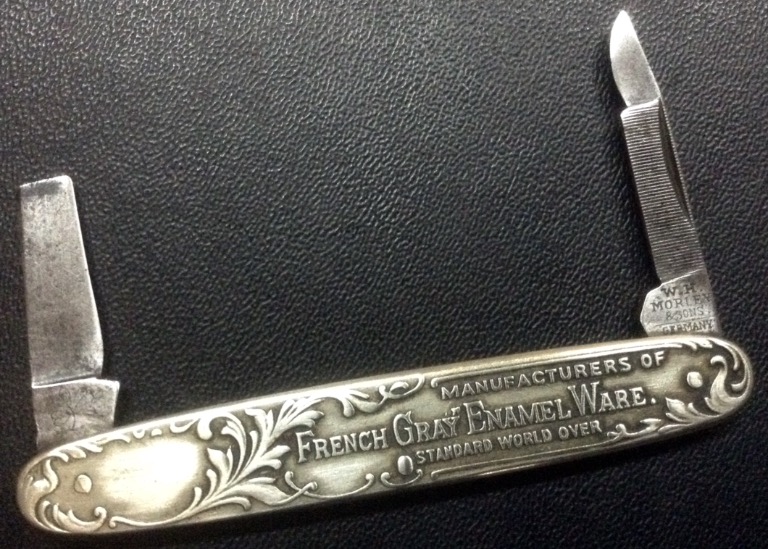 W.H.
MORLEY
& SONS
GERMANY
MANUFACTURERS OF
FRENCH GRAY ENAMEL WARE.
STANDARD WORLD OVER